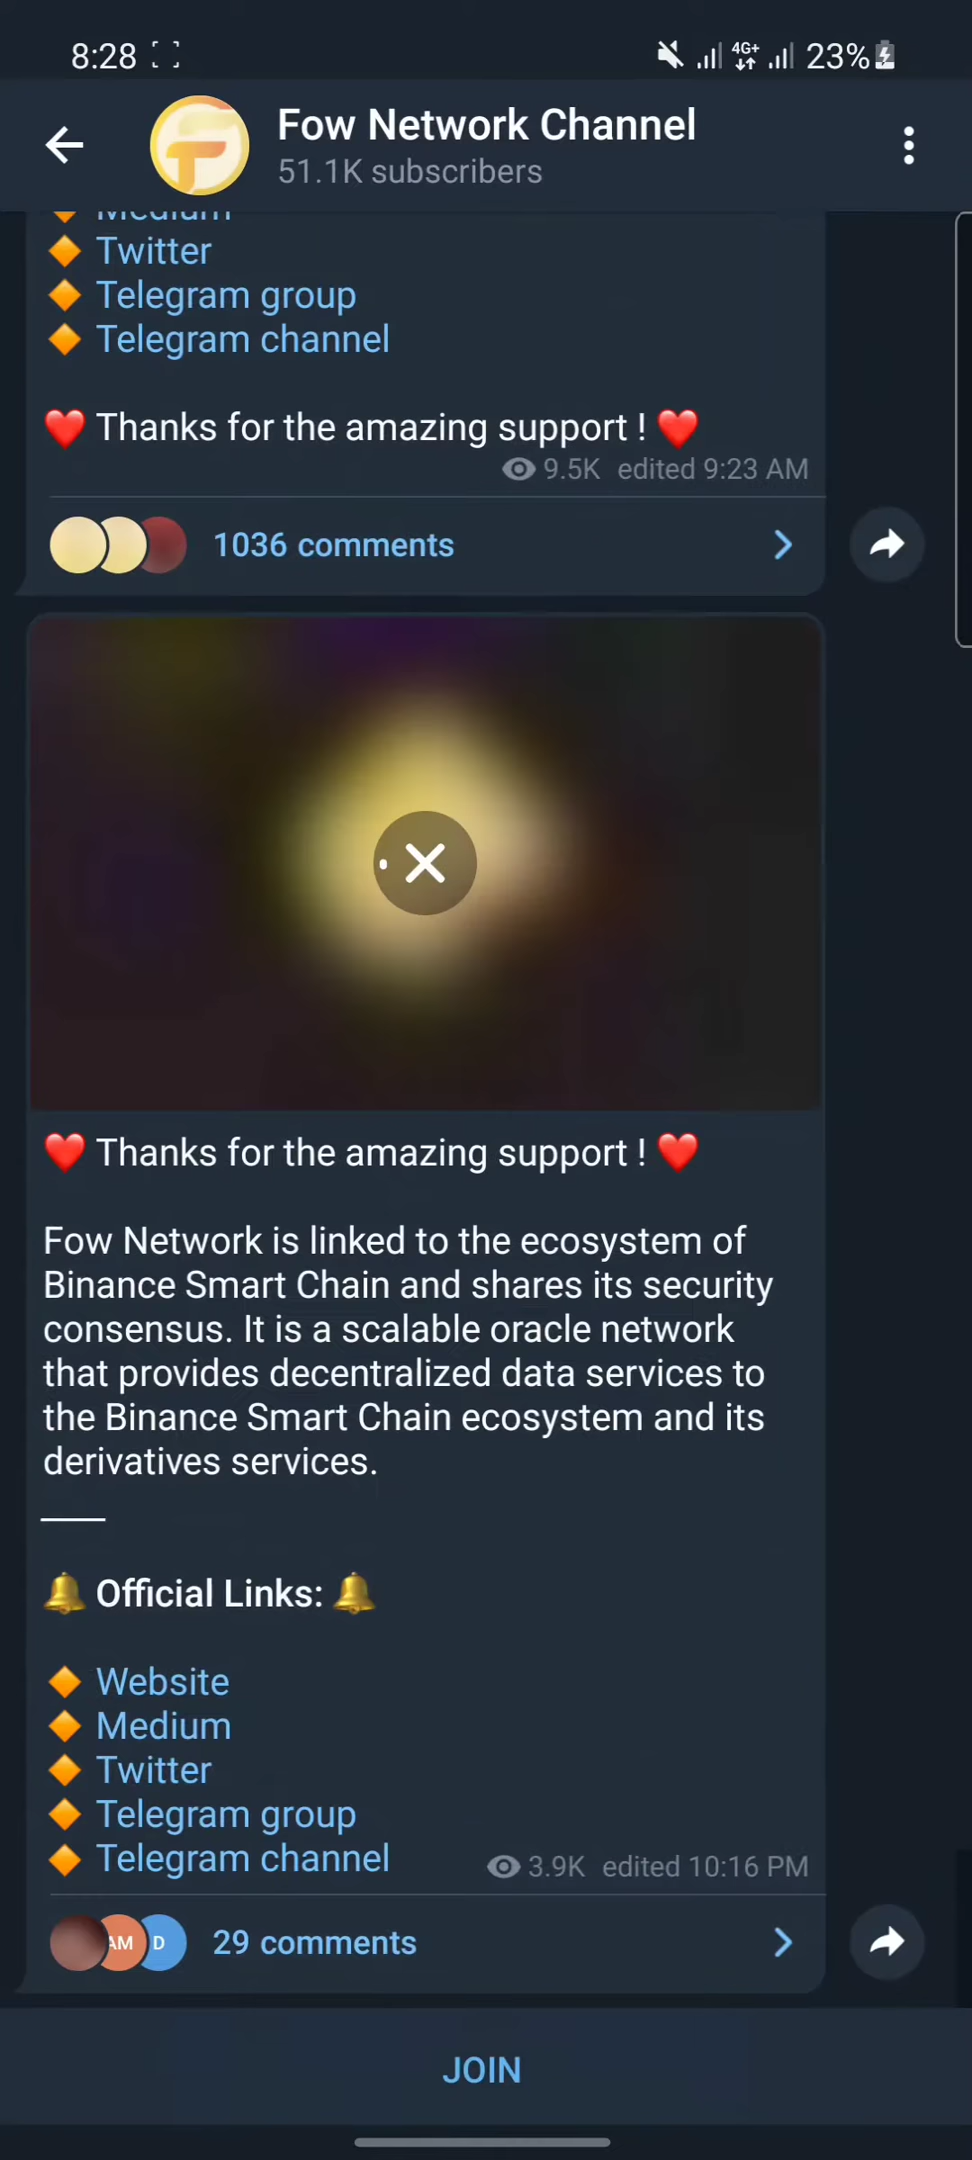 8:28 4G+ 23%
Fow Network Channel
51.1K subscribers
Medium
Twitter
Telegram group
Telegram channel
❤️ Thanks for the amazing support ! ❤️
9.5K edited 9:23 AM
1036 comments
❤️ Thanks for the amazing support ! ❤️
Fow Network is linked to the ecosystem of
Binance Smart Chain and shares its security
consensus. It is a scalable oracle network
that provides decentralized data services to
the Binance Smart Chain ecosystem and its
derivatives services.
🔔 Official Links: 🔔
🔶 Website
🔶 Medium
🔶 Twitter
🔶 Telegram group
🔶 Telegram channel 3.9K edited 10:16 PM
AM D 29 comments
JOIN